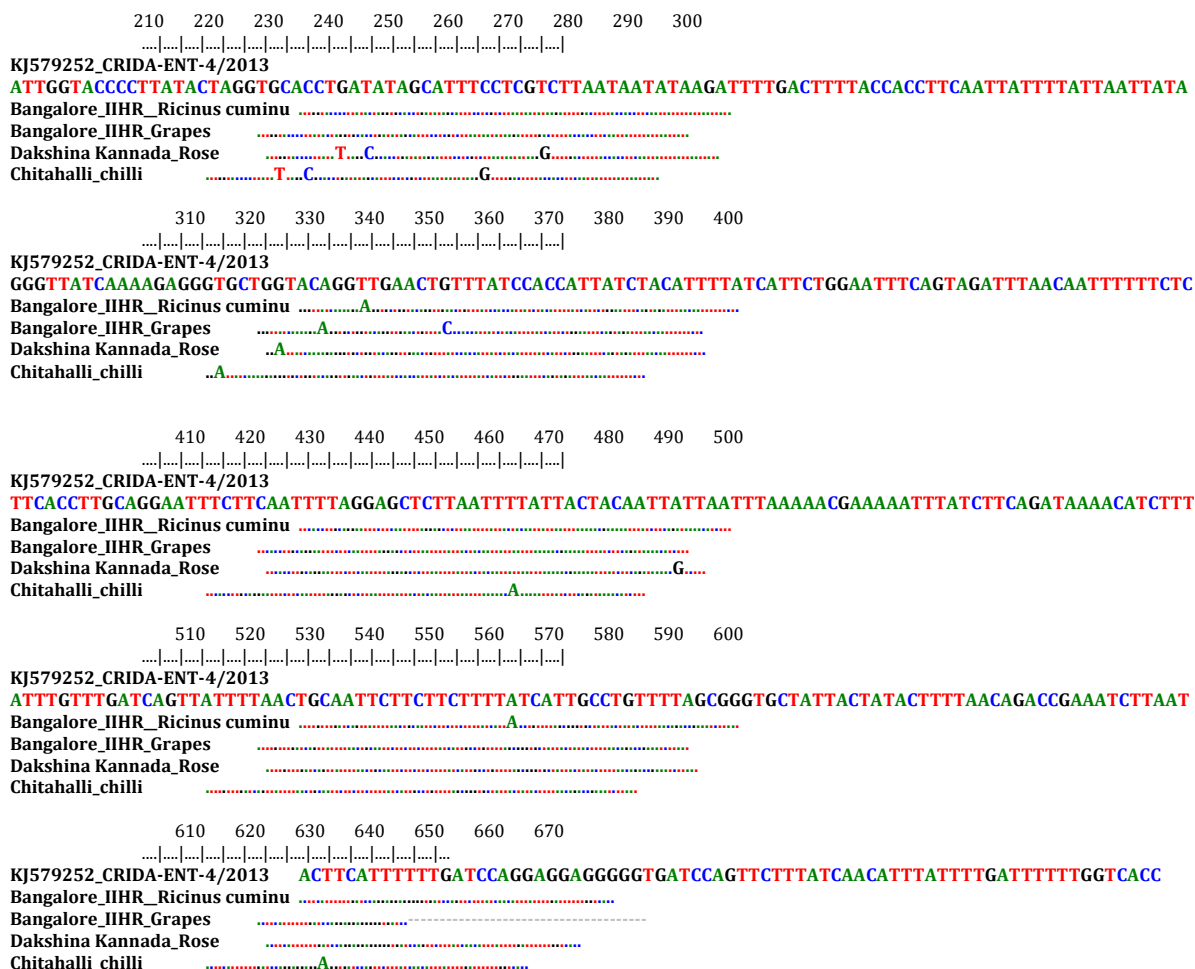 210 220 230 240 250 260 270 280 290 300
....|....|....|....|....|....|....|....|....|....|....|....|....|....|....|....|....|....|....|....|
KJ579252_CRIDA-ENT-4/2013
ATTGGTACCCCTTATACTAGGTGCACCTGATATAGCATTTCCTCGTCTTAATAATATAAGATTTTGACTTTTACCACCTTCAATTATTTTATTAATTATA
Bangalore_IIHR_Ricinus cuminu ....................
Bangalore_IIHR_Grapes ....................
Dakshina Kannada_Rose .................T....C....................G....................
Chitahalli_chilli .................T....C....................G....................
310 320 330 340 350 360 370 380 390 400
....|....|....|....|....|....|....|....|....|....|....|....|....|....|....|....|....|....|....|....|
KJ579252_CRIDA-ENT-4/2013
GGGTTATCAAAAGAGGGTGCTGGTACAGGTTGAACTGTTTATCCACCATTATCTACATTTTATCATTCTGGAATTTCAGTAGATTTAACAATTTTTTCTC
Bangalore_IIHR_Ricinus cuminu ..............A....................
Bangalore_IIHR_Grapes ..............A....................C....................
Dakshina Kannada_Rose ..A....................
Chitahalli_chilli ..A....................
410 420 430 440 450 460 470 480 490 500
....|....|....|....|....|....|....|....|....|....|....|....|....|....|....|....|....|....|....|....|
KJ579252_CRIDA-ENT-4/2013
TTCACCTTGCAGGAATTTCTTCAATTTTAGGAGCTCTTAATTTTATTACTACAATTATTAATTTAAAAACGAAAAATTTATCTTCAGATAAAACATCTTT
Bangalore_IIHR_Ricinus cuminu ....................
Bangalore_IIHR_Grapes ....................
Dakshina Kannada_Rose ....................G.....
Chitahalli_chilli ....................A....................
510 520 530 540 550 560 570 580 590 600
....|....|....|....|....|....|....|....|....|....|....|....|....|....|....|....|....|....|....|....|
KJ579252_CRIDA-ENT-4/2013
ATTTGTTTGATCAGTTATTTTAACTGCAATTCTTCTTCTTTTATCATTGCCTGTTTTAGCGGGTGCTATTACTATACTTTTAACAGACCGAAATCTTAAT
Bangalore_IIHR_Ricinus cuminu ....................A....................
Bangalore_IIHR_Grapes ....................
Dakshina Kannada_Rose ....................
Chitahalli_chilli ....................
610 620 630 640 650 660 670
....|....|....|....|....|....|....|....|....|....|....|....|....|....|...
KJ579252_CRIDA-ENT-4/2013 ACTTCATTTTTTGATCCAGGAGGAGGGGGTGATCCAGTTCTTTATCAACATTTATTTTGATTTTTTGGTCACC
Bangalore_IIHR_Ricinus cuminu ....................
Bangalore_IIHR_Grapes ....................--------------------
Dakshina Kannada_Rose ....................
Chitahalli_chilli ....................A....................